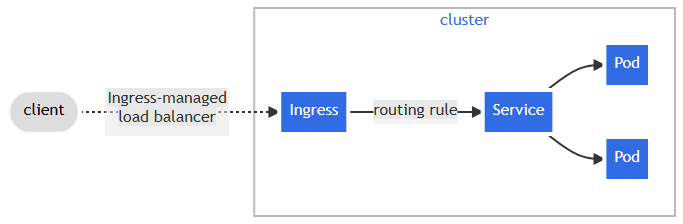 cluster
client
Ingress-managed
load balancer
Ingress
routing rule
Service
Pod
Pod